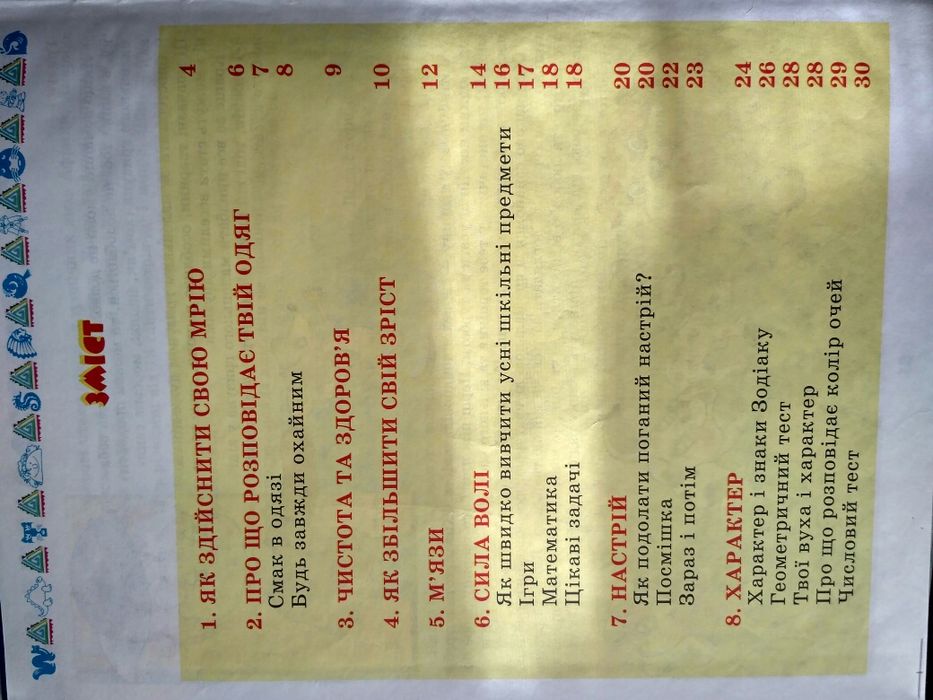 ЗМІСТ
1. ЯК ЗДІЙСНИТИ СВОЮ МРІЮ 4
2. ПРО ЩО РОЗПОВІДАЄ ТВІЙ ОДЯГ 6
Смак в одязі 7
Будь завжди охайним 8
3. ЧИСТОТА ТА ЗДОРОВ'Я 9
4. ЯК ЗБІЛЬШИТИ СВІЙ ЗРІСТ 10
5. М'ЯЗИ 12
6. СИЛА ВОЛІ 14
Як швидко вивчити усні шкільні предмети 16
Ігри 17
Математика 18
Цікаві задачі 18
7. НАСТРІЙ 20
Як подолати поганий настрій? 20
Посмішка 22
Зараз і потім 23
8. ХАРАКТЕР 24
Характер і знаки Зодіаку 26
Геометричний тест 28
Твої вуха і характер 28
Про що розповідає колір очей 29
Числовий тест 30